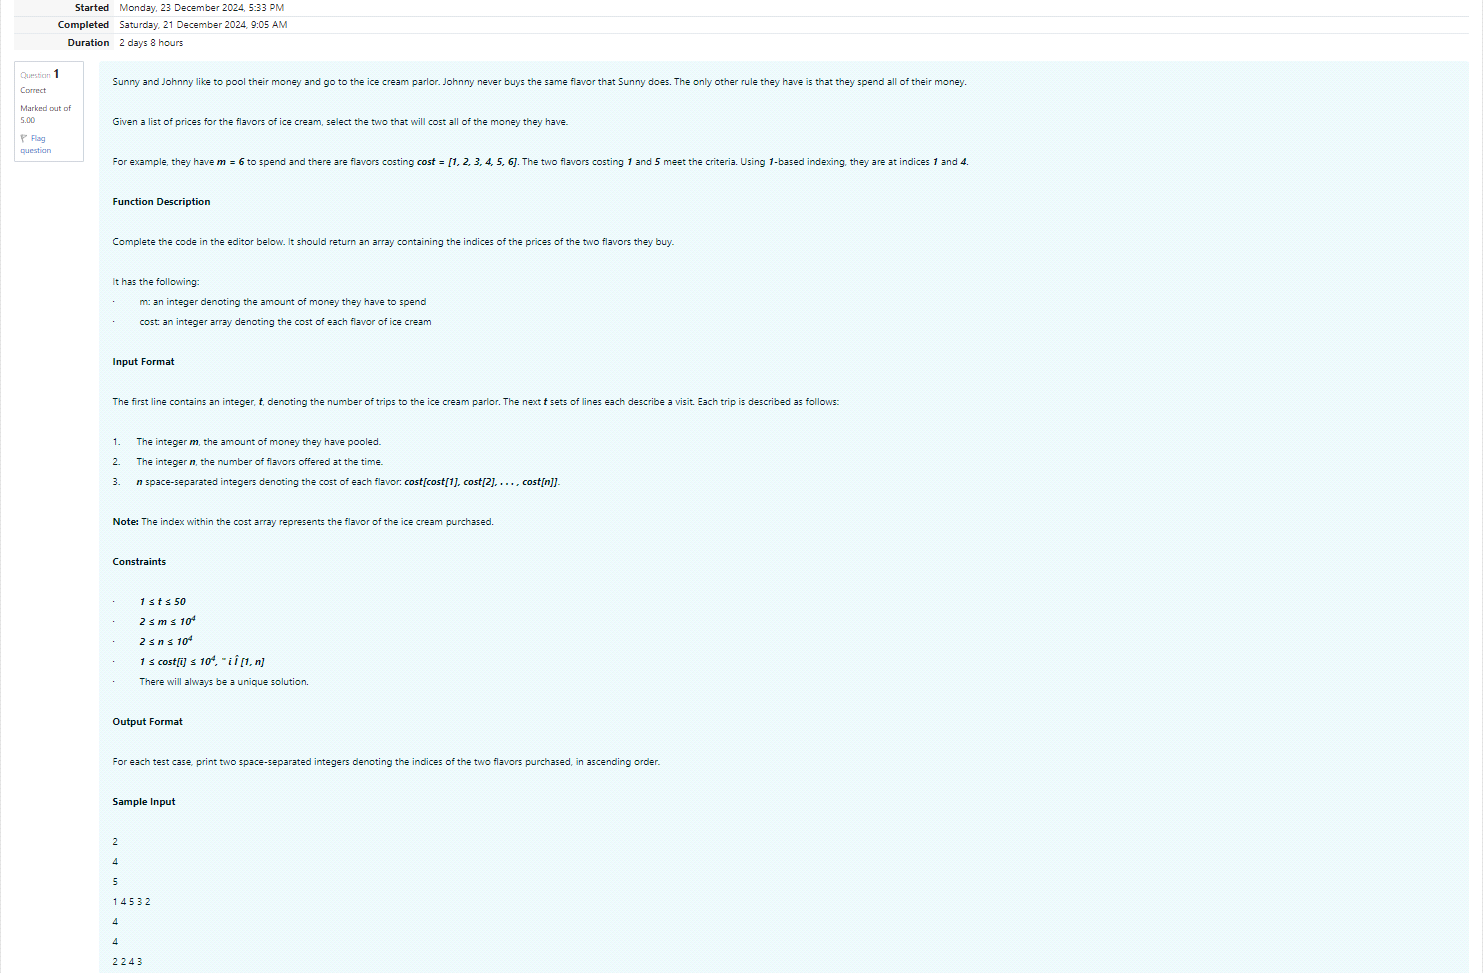 Started Monday, 23 December 2024, 5:33 PM
Completed Saturday, 21 December 2024, 9:05 AM
Duration 2 days 8 hours
Question 1
Correct
Marked out of
5.00
Flag
question
Sunny and Johnny like to pool their money and go to the ice cream parlor. Johnny never buys the same flavor that Sunny does. The only other rule they have is that they spend all of their money.
Given a list of prices for the flavors of ice cream, select the two that will cost all of the money they have.
For example, they have m = 6 to spend and there are flavors costing cost = [1, 2, 3, 4, 5, 6]. The two flavors costing 1 and 5 meet the criteria. Using 1-based indexing, they are at indices 1 and 4.
Function Description
Complete the code in the editor below. It should return an array containing the indices of the prices of the two flavors they buy.
It has the following:
· m: an integer denoting the amount of money they have to spend
· cost: an integer array denoting the cost of each flavor of ice cream
Input Format
The first line contains an integer, t, denoting the number of trips to the ice cream parlor. The next t sets of lines each describe a visit. Each trip is described as follows:
1. The integer m, the amount of money they have pooled.
2. The integer n, the number of flavors offered at the time.
3. n space-separated integers denoting the cost of each flavor: cost[cost[1], cost[2], . . . , cost[n]].
Note: The index within the cost array represents the flavor of the ice cream purchased.
Constraints
· 1 ≤ t ≤ 50
· 2 ≤ m ≤ 10⁴
· 2 ≤ n ≤ 10⁴
· 1 ≤ cost[i] ≤ 10⁴, " i Î [1, n]
· There will always be a unique solution.
Output Format
For each test case, print two space-separated integers denoting the indices of the two flavors purchased, in ascending order.
Sample Input
2
4
5
1 4 5 3 2
4
4
2 2 4 3